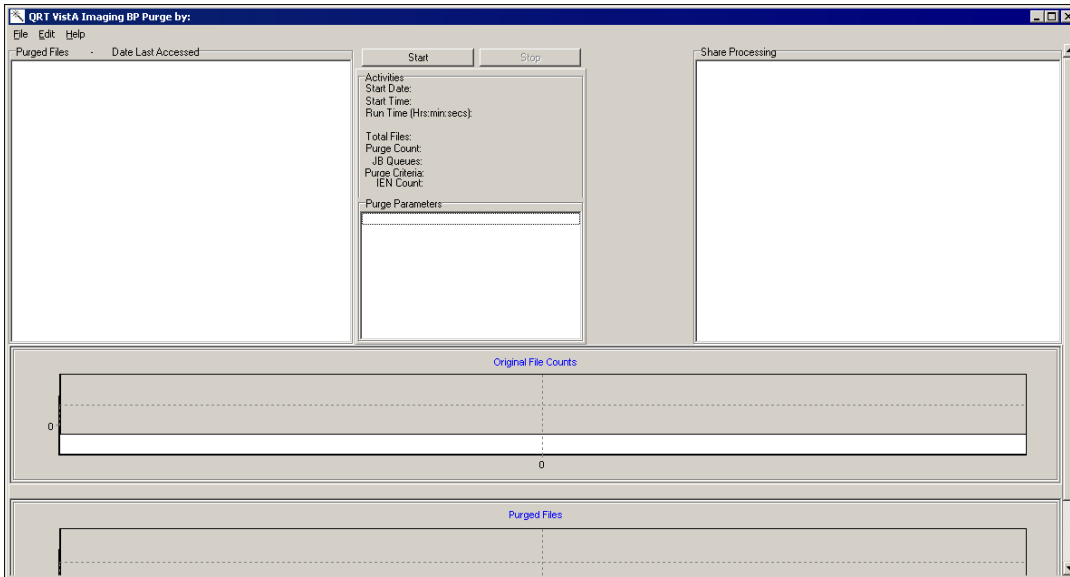 QRT VistA Imaging BP Purge by:
File Edit Help
Purged Files - Date Last Accessed
Start Stop
Activities
Start Date:
Start Time:
Run Time (Hrs:min:secs):
Total Files:
Purge Count:
JB Queues:
Purge Criteria:
IEN Count:
Purge Parameters
Share Processing
Original File Counts
0
0
Purged Files